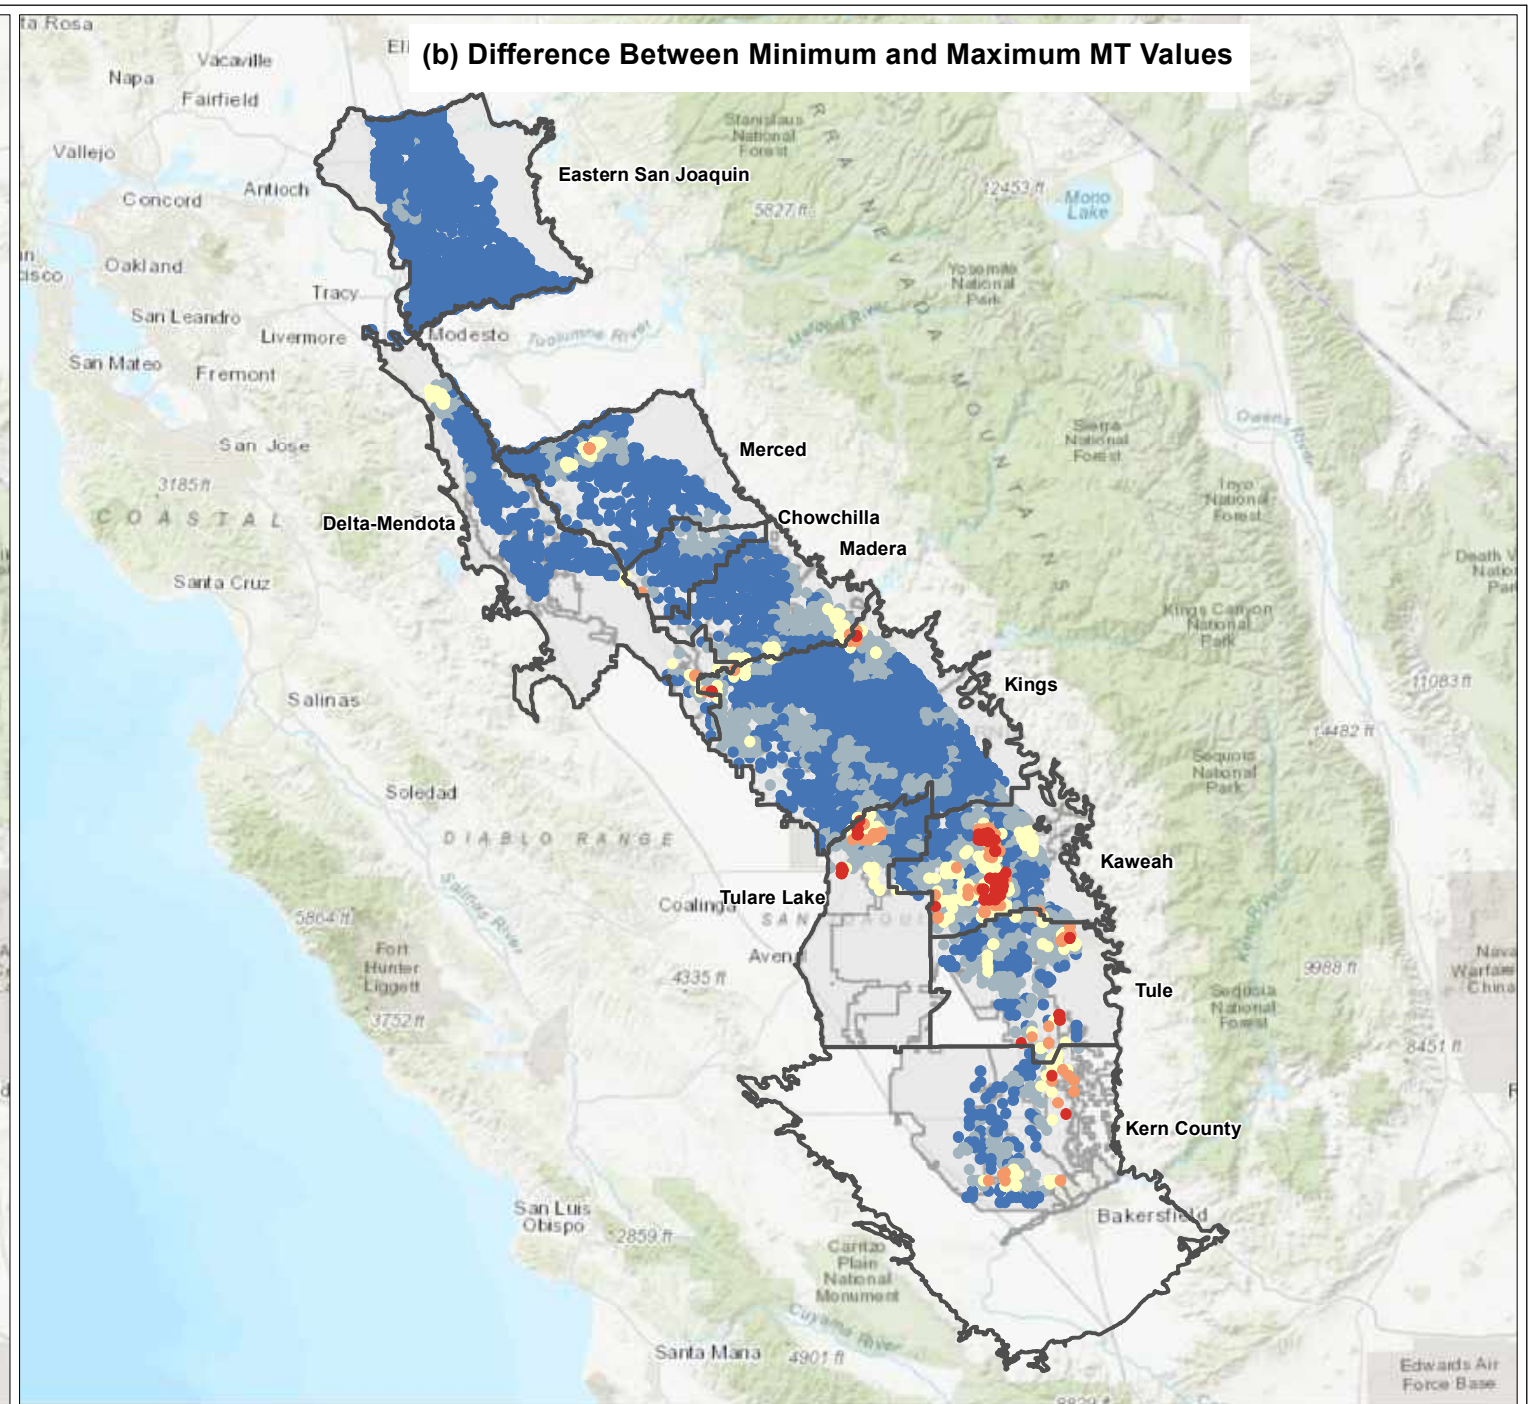 (b) Difference Between Minimum and Maximum MT Values
ta Rosa
Vacaville
Napa
Fairfield
Vallejo
Concord
Antioch
Oakland
Tracy
San Leandro
Livermore
Modesto
San Mateo
Fremont
San Jose
3185 ft
COASTAL
Santa Cruz
Salinas
Soledad
DIABLO RANGE
Salinas River
5864 ft
Fort
Hunter
Liggett
3752 ft
Coalinga
4335 ft
San Luis
Obispo
2859 ft
Carrizo
Plain
National
Monument
Cuyama River
Santa Maria
4901 ft
Bakersfield
Edwards Air
Force Base
Stanislaus
National
Forest
5827 ft
12453 ft
Mono
Lake
Yosemite
National
Park
Tuolumne River
Merced River
NEVADA
MOUNTAINS
Sierra
National
Forest
Owens River
Inyo
National
Forest
Kings Canyon
National
Park
11083 ft
14482 ft
Sequoia
National
Park
Kern River
9988 ft
Sequoia
National
Forest
8451 ft
Eastern San Joaquin
Merced
Delta-Mendota
Chowchilla
Madera
Kings
Kaweah
Tulare Lake
Tule
Kern County